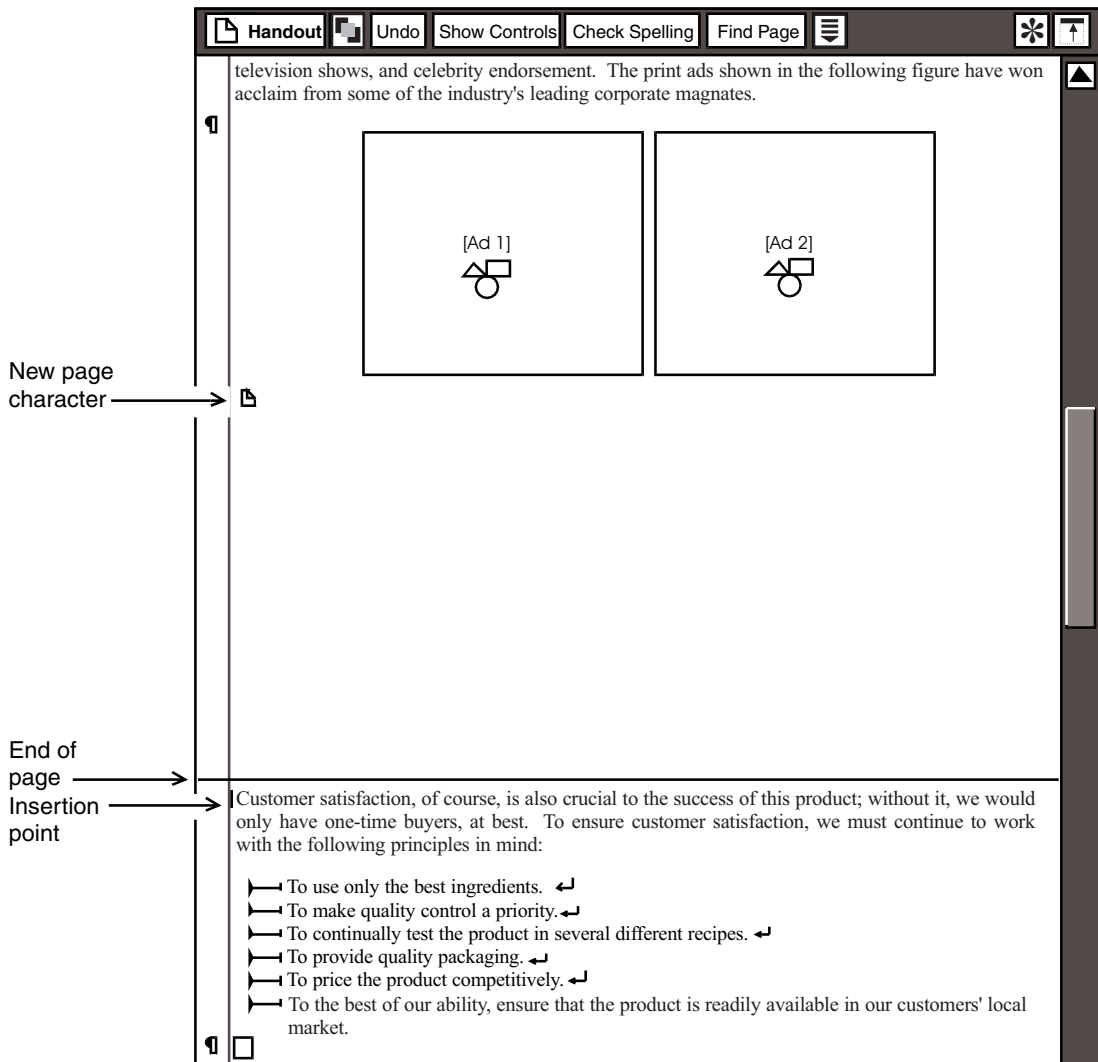 Handout Undo Show Controls Check Spelling Find Page
television shows, and celebrity endorsement. The print ads shown in the following figure have won
acclaim from some of the industry's leading corporate magnates.
¶
[Ad 1] [Ad 2]
New page
character
End of
page
Insertion
point
Customer satisfaction, of course, is also crucial to the success of this product; without it, we would
only have one-time buyers, at best. To ensure customer satisfaction, we must continue to work
with the following principles in mind:
To use only the best ingredients.
To make quality control a priority.
To continually test the product in several different recipes.
To provide quality packaging.
To price the product competitively.
To the best of our ability, ensure that the product is readily available in our customers' local
market.
¶